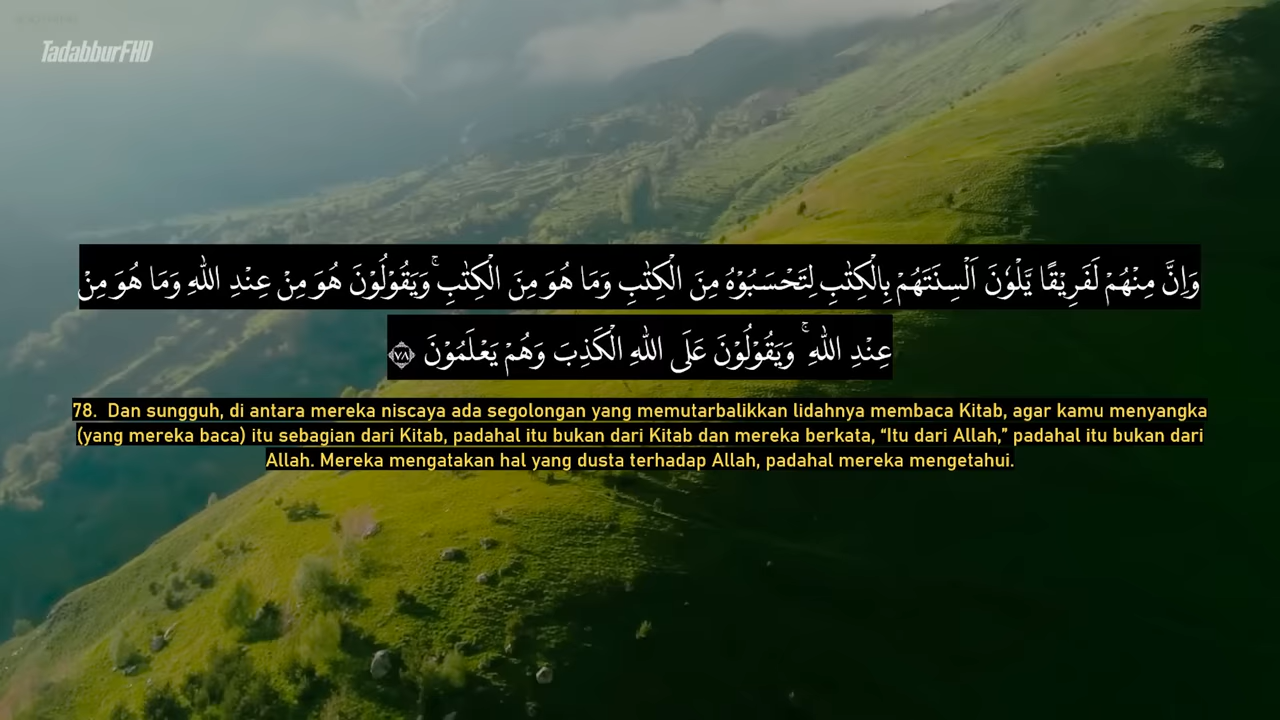 TadabburFHD
وَاِنَّ مِنْهُمْ لَفَرِيْقًا يَّلْوٗنَ اَلْسِنَتَهُمْ بِالْكِتٰبِ لِتَحْسَبُوْهُ مِنَ الْكِتٰبِ وَمَا هُوَ مِنَ الْكِتٰبِۚ وَيَقُوْلُوْنَ هُوَ مِنْ عِنْدِ اللّٰهِ وَمَا هُوَ مِنْ
عِنْدِ اللّٰهِ ۚ وَيَقُوْلُوْنَ عَلَى اللّٰهِ الْكَذِبَ وَهُمْ يَعْلَمُوْنَ ٧٨
78. Dan sungguh, di antara mereka niscaya ada segolongan yang memutarbalikkan lidahnya membaca Kitab, agar kamu menyangka
(yang mereka baca) itu sebagian dari Kitab, padahal itu bukan dari Kitab dan mereka berkata, “Itu dari Allah,” padahal itu bukan dari
Allah. Mereka mengatakan hal yang dusta terhadap Allah, padahal mereka mengetahui.